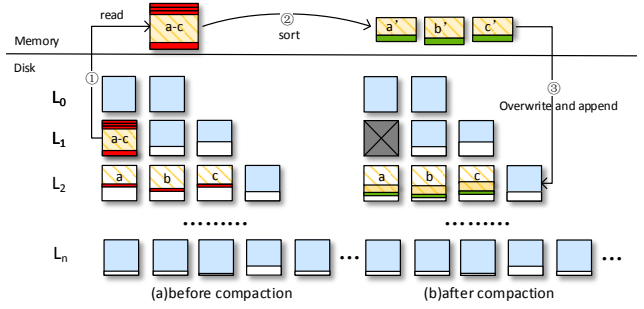 read
a-c
②
sort
a’ b’ c’
Memory
Disk
①
③
L0
Overwrite and append
L1
a-c
L2
a b c
a b c
………
………
Ln
…
…
(a)before compaction
(b)after compaction